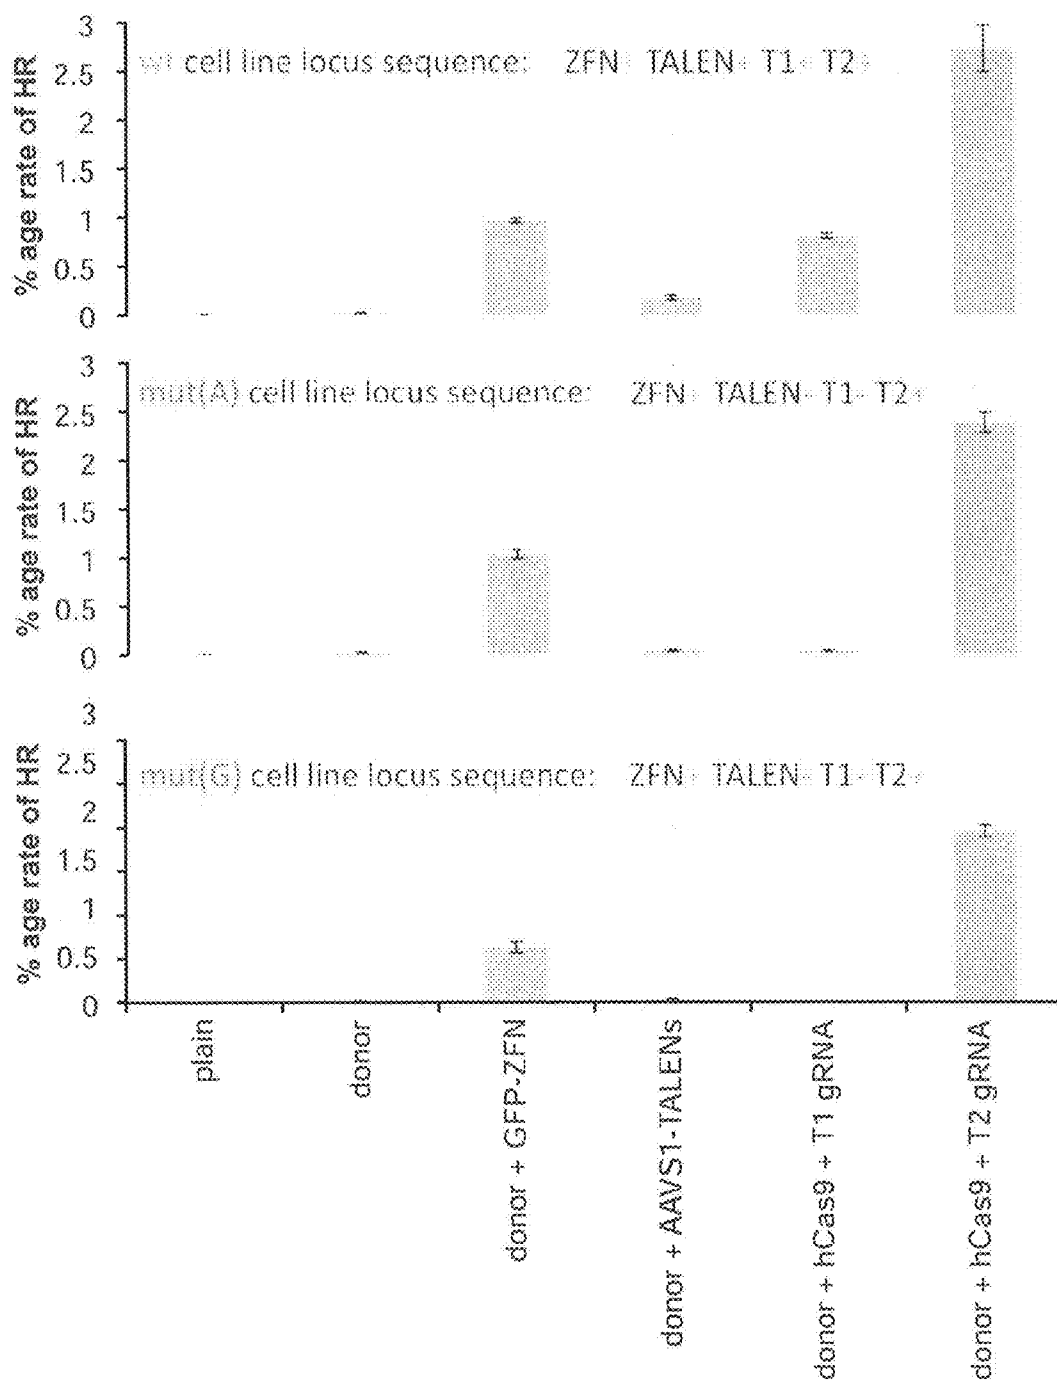 % age rate of HR
3
2.5
2
1.5
1
0.5
0
wt cell line locus sequence: ZFN+ TALEN+ T1+ T2+
% age rate of HR
3
2.5
2
1.5
1
0.5
0
mut(A) cell line locus sequence: ZFN+ TALEN- T1- T2+
% age rate of HR
3
2.5
2
1.5
1
0.5
0
mut(G) cell line locus sequence: ZFN+ TALEN- T1- T2+
plain
donor
donor + GFP-ZFN
donor + AAVS1-TALENs
donor + hCas9 + T1 gRNA
donor + hCas9 + T2 gRNA